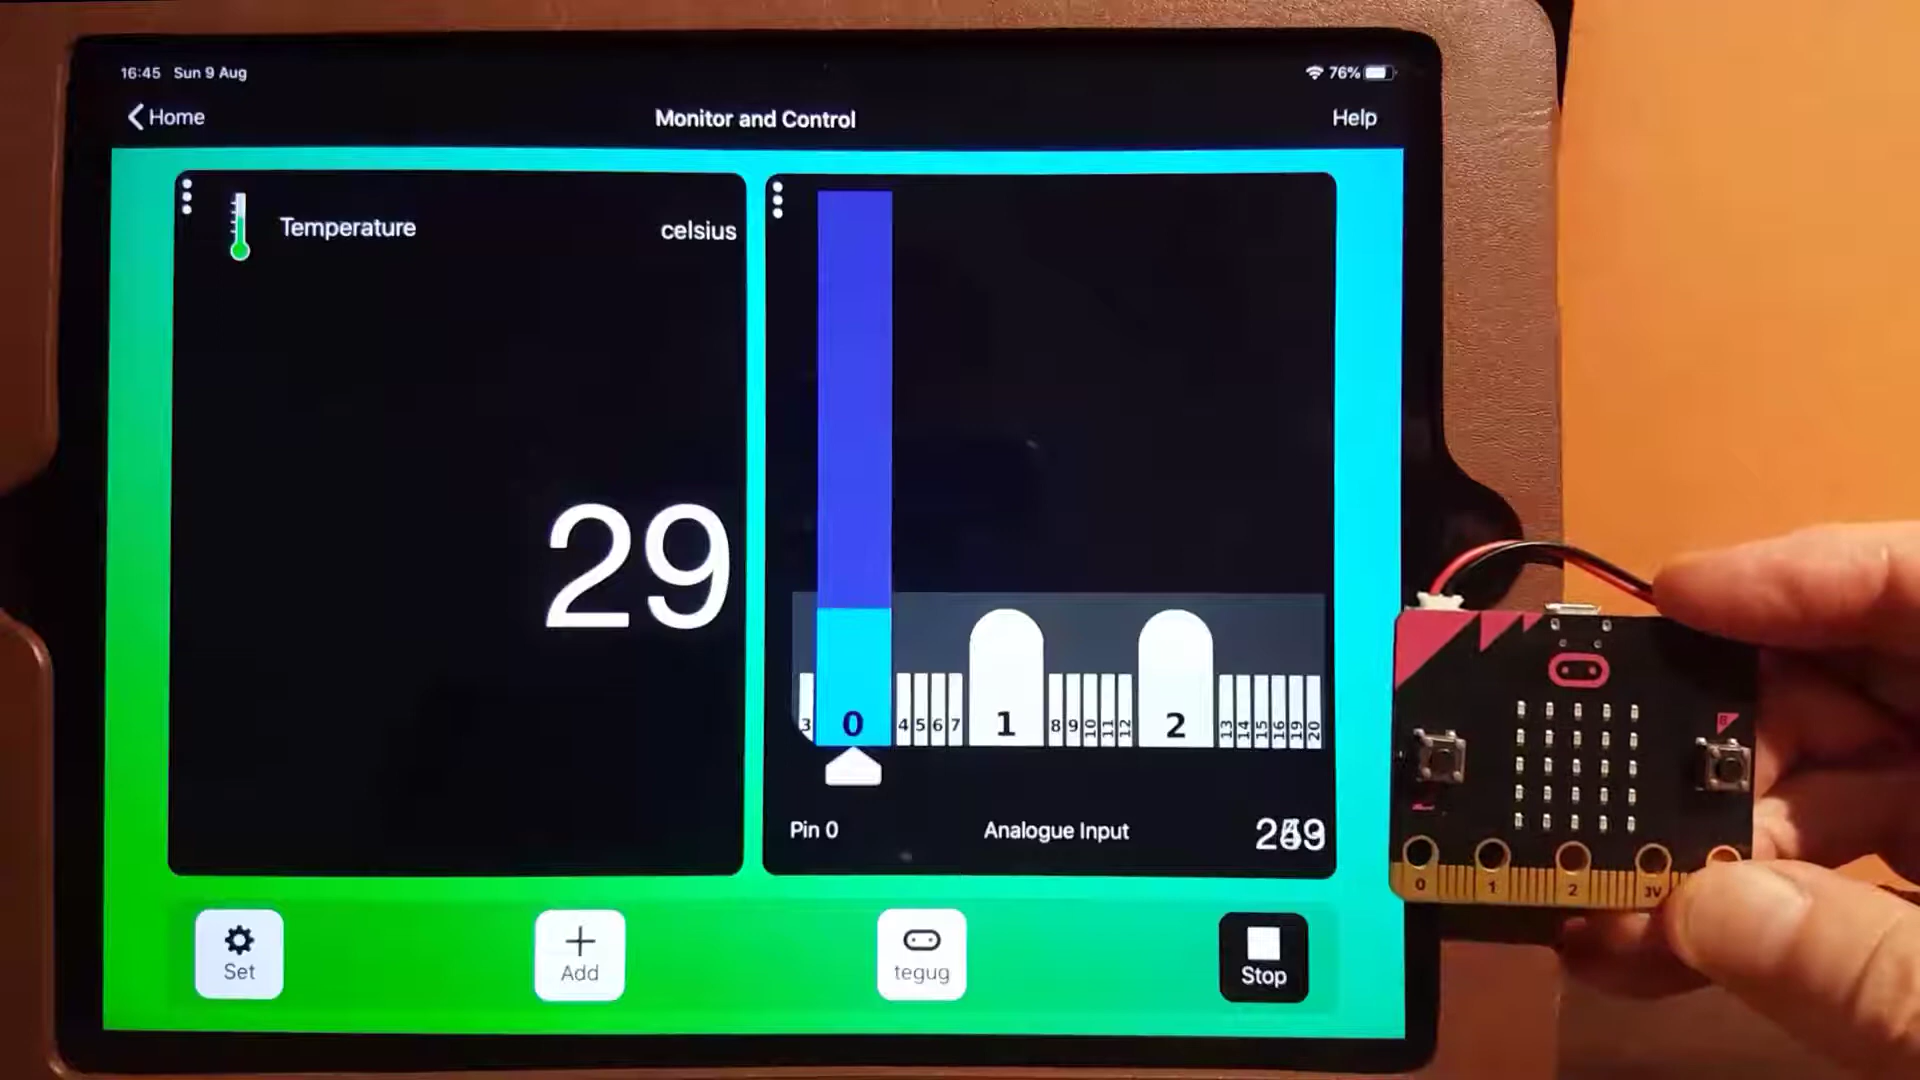 16:45 Sun 9 Aug
76%
Home
Monitor and Control
Help
Temperature
celsius
29
3 0 4 5 6 7 1 8 9 10 11 12 2 13 14 15 16 19 20
Pin 0
Analogue Input
Set
Add
tegug
Stop
B
0 1 2 3V